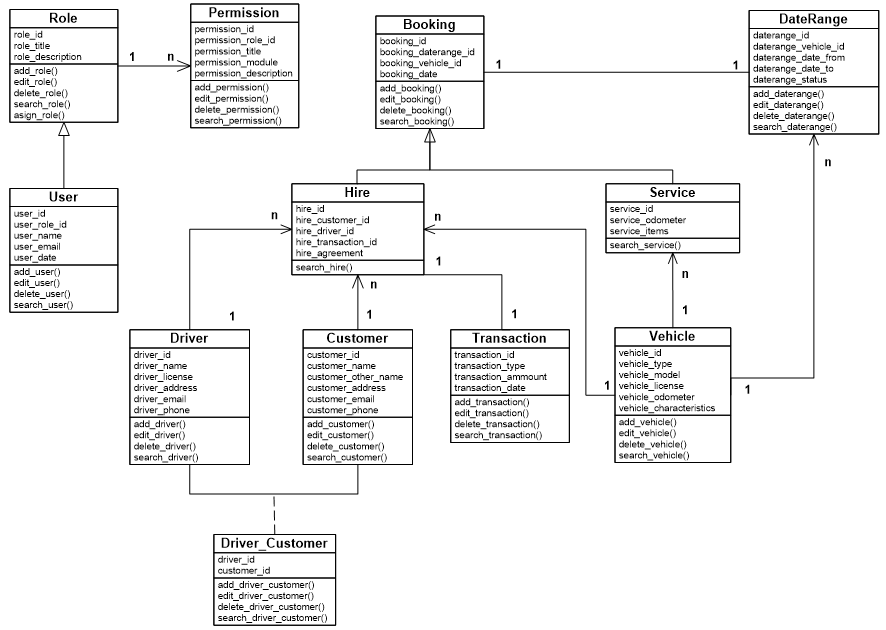 Role
role_id
role_title
role_description
add_role()
edit_role()
delete_role()
search_role()
asign_role()
1
n
Permission
permission_id
permission_role_id
permission_title
permission_module
permission_description
add_permission()
edit_permission()
delete_permission()
search_permission()
Booking
booking_id
booking_daterange_id
booking_vehicle_id
booking_date
add_booking()
edit_booking()
delete_booking()
search_booking()
1
1
DateRange
daterange_id
daterange_vehicle_id
daterange_date_from
daterange_date_to
daterange_status
add_daterange()
edit_daterange()
delete_daterange()
search_daterange()
n
User
user_id
user_role_id
user_name
user_email
user_date
add_user()
edit_user()
delete_user()
search_user()
n
Hire
hire_id
hire_customer_id
hire_driver_id
hire_transaction_id
hire_agreement
search_hire()
n
1
n
Service
service_id
service_odometer
service_items
search_service()
n
1
1
1
1
Driver
driver_id
driver_name
driver_license
driver_address
driver_email
driver_phone
add_driver()
edit_driver()
delete_driver()
search_driver()
Customer
customer_id
customer_name
customer_other_name
customer_address
customer_email
customer_phone
add_customer()
edit_customer()
delete_customer()
search_customer()
Transaction
transaction_id
transaction_type
transaction_ammount
transaction_date
add_transaction()
edit_transaction()
delete_transaction()
search_transaction()
1
Vehicle
vehicle_id
vehicle_type
vehicle_model
vehicle_license
vehicle_odometer
vehicle_characteristics
add_vehicle()
edit_vehicle()
delete_vehicle()
search_vehicle()
1
Driver_Customer
driver_id
customer_id
add_driver_customer()
edit_driver_customer()
delete_driver_customer()
search_driver_customer()